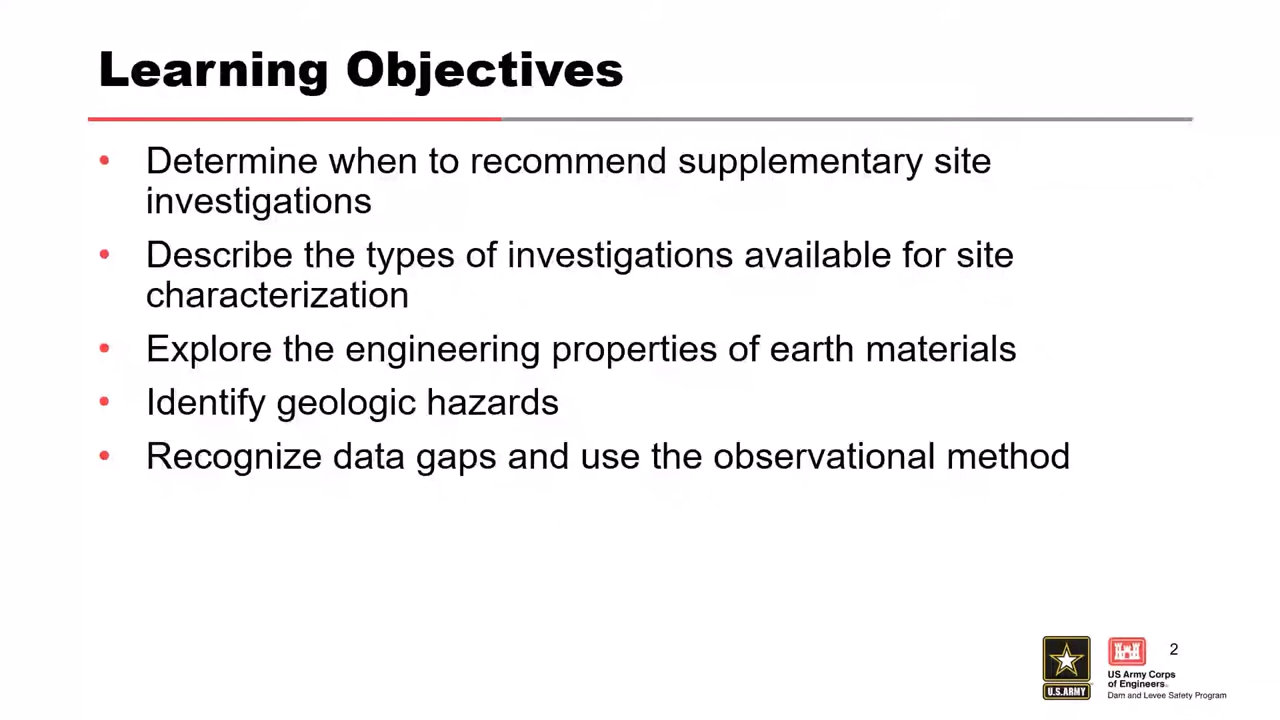 Learning Objectives
• Determine when to recommend supplementary site
investigations
• Describe the types of investigations available for site
characterization
• Explore the engineering properties of earth materials
• Identify geologic hazards
• Recognize data gaps and use the observational method
2
U.S.ARMY
US Army Corps
of Engineers®
Dam and Levee Safety Program